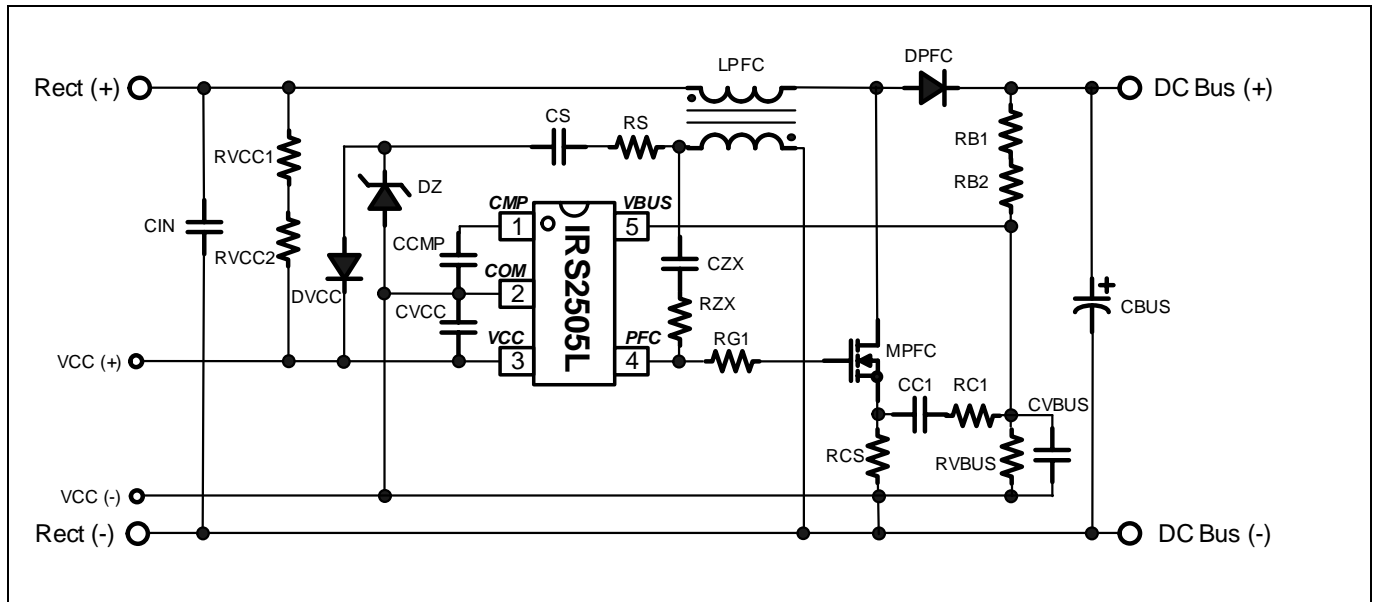 LPFC
DPFC
Rect (+)
DC Bus (+)
CS
RS
RB1
RVCC1
DZ
RB2
CMP
VBUS
1
5
CIN
RVCC2
CCMP
IRS2505L
CZX
COM
2
DVCC
CVCC
RZX
CBUS
+
VCC
PFC
RG1
MPFC
VCC (+)
3
4
CC1
RC1
CVBUS
RCS
RVBUS
VCC (-)
Rect (-)
DC Bus (-)